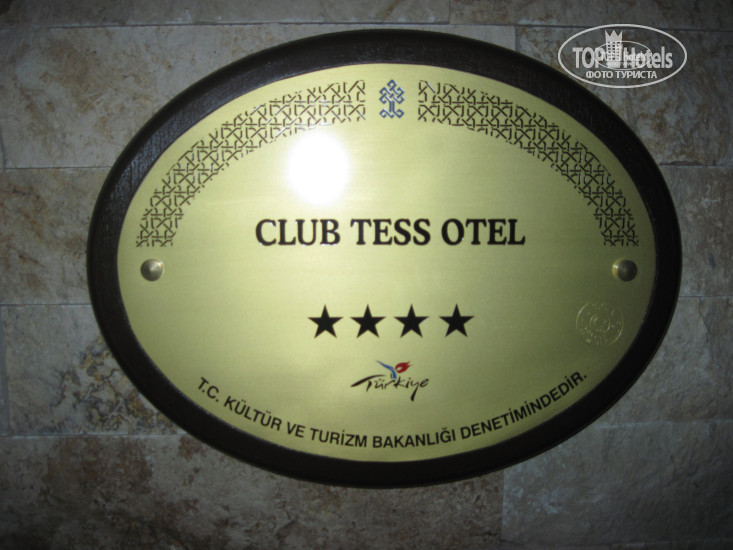 TOP Hotels
ФОТО ТУРИСТА
CLUB TESS OTEL
★★★★
Türkiye
T.C. KÜLTÜR VE TURİZM BAKANLIĞI DENETİMİNDEDİR.